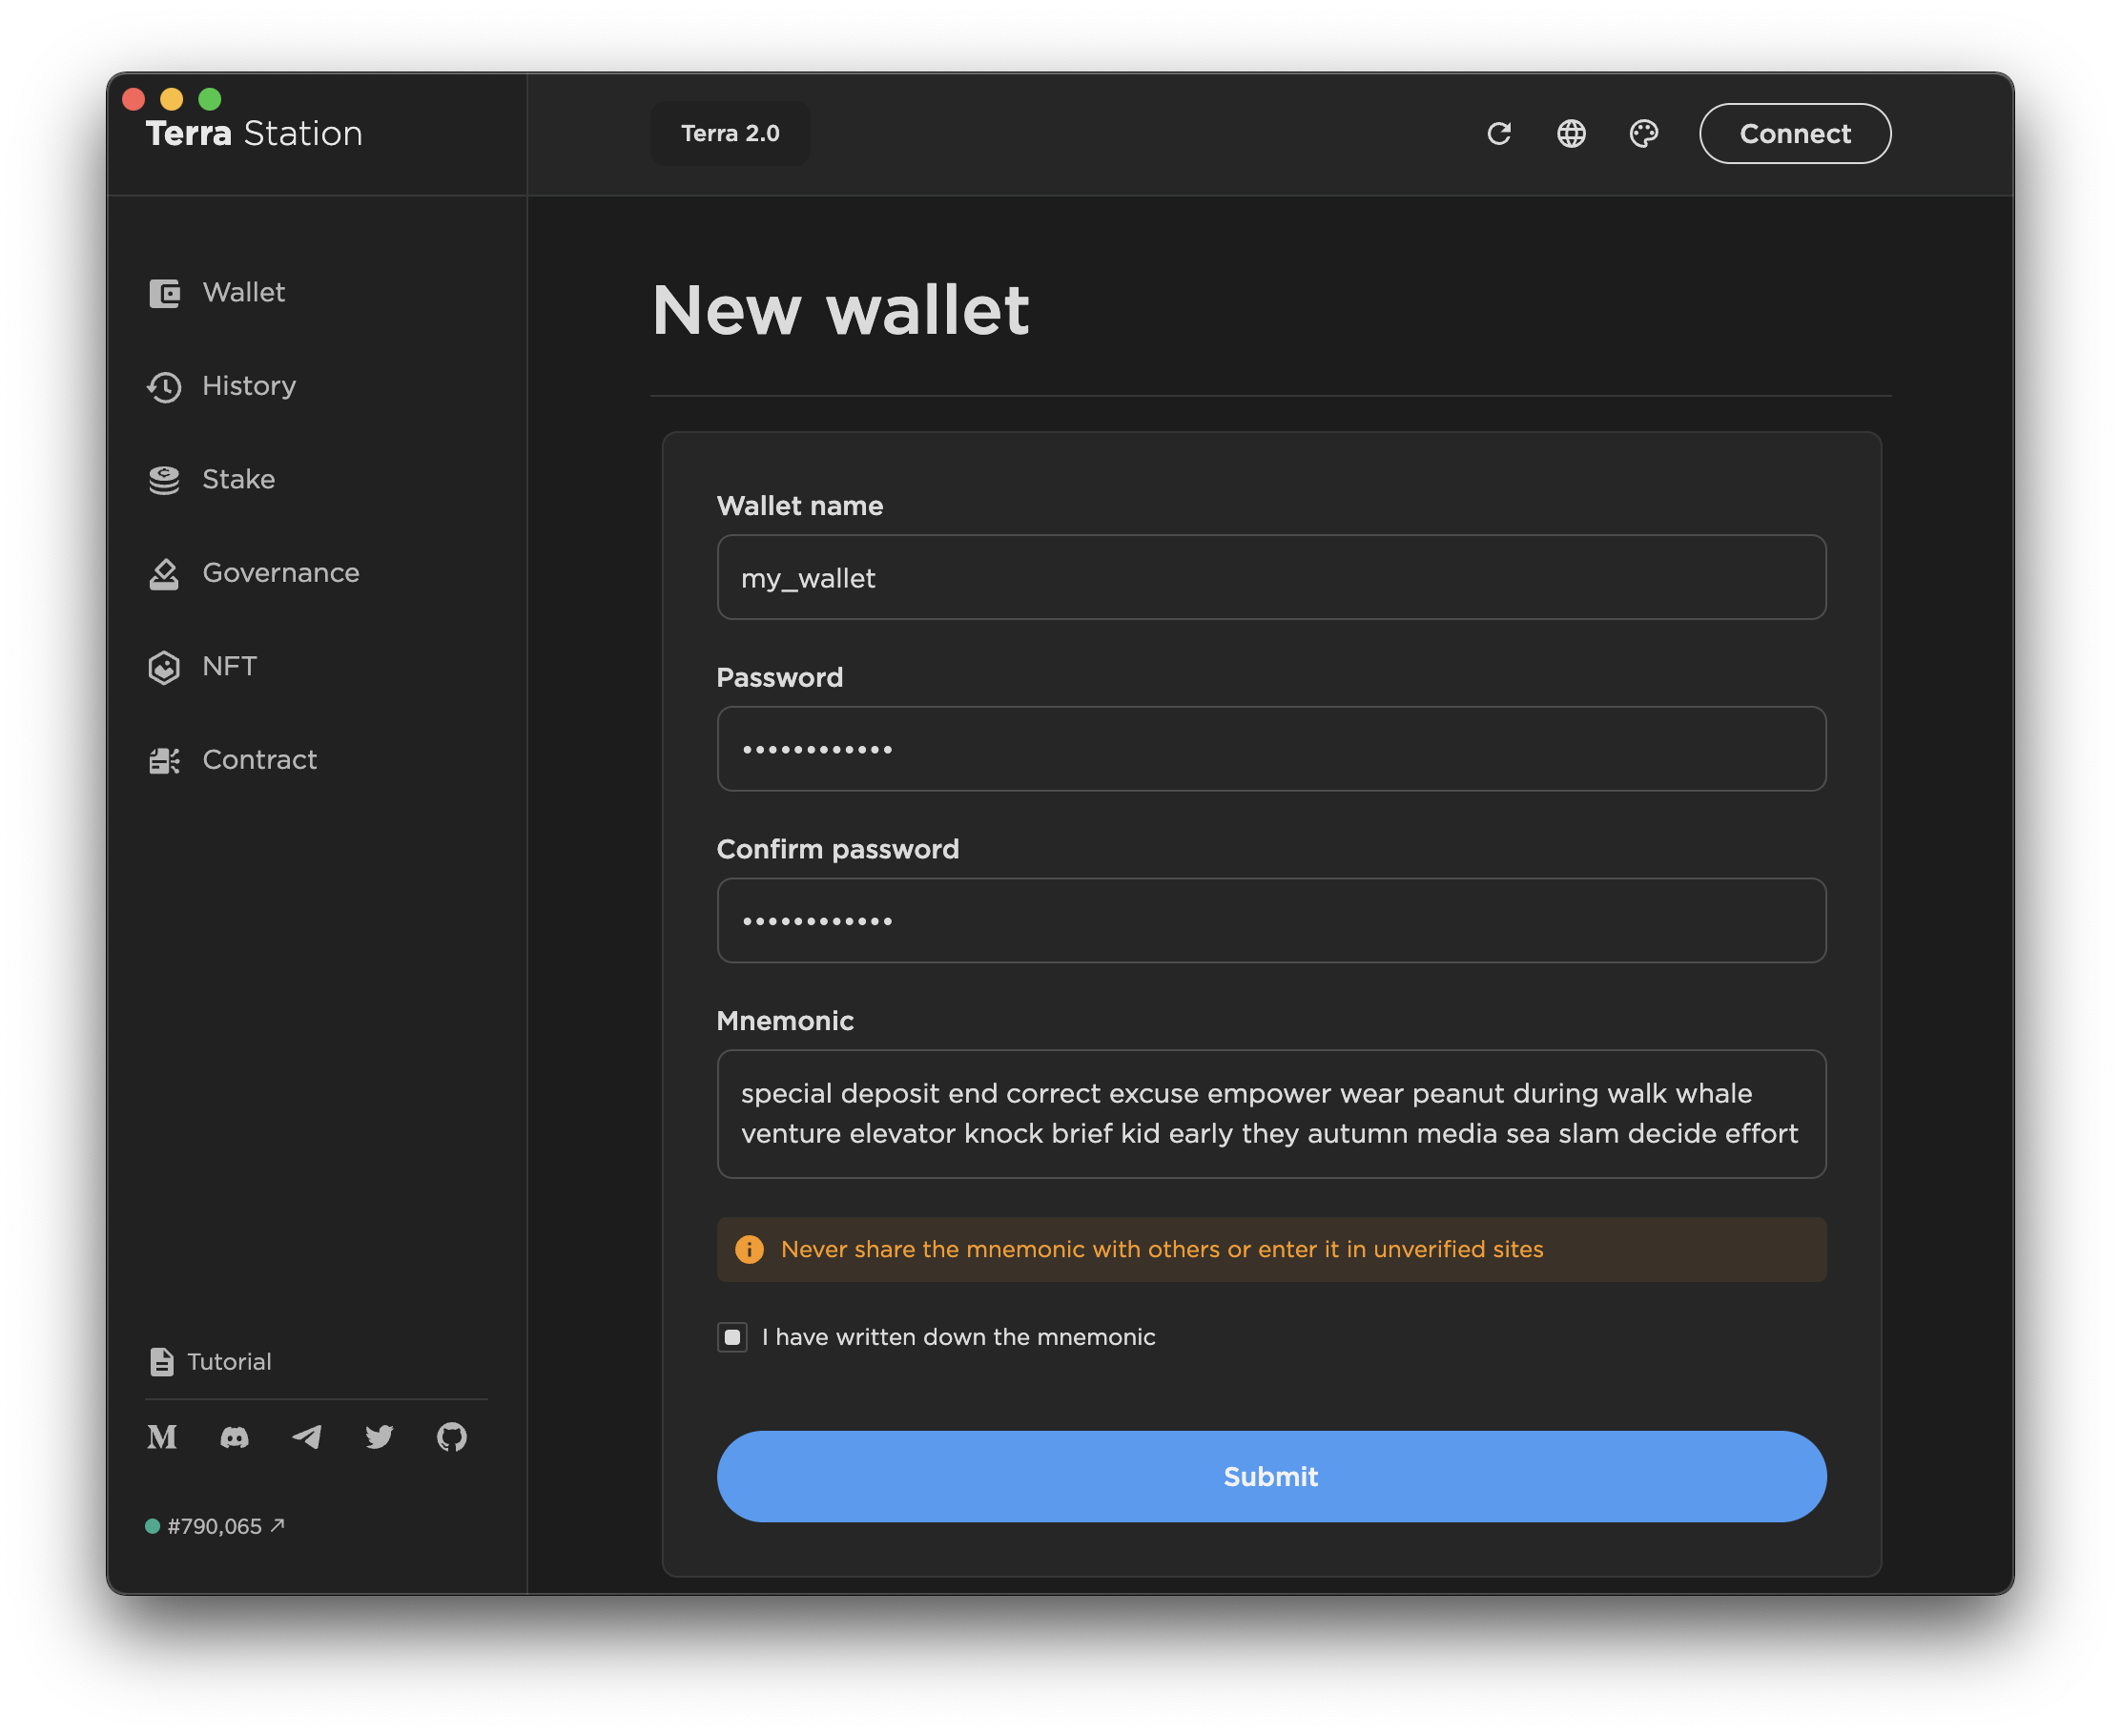 Terra Station
Terra 2.0
Connect
Wallet
History
Stake
Governance
NFT
Contract
Tutorial
#790,065
New wallet
Wallet name
my_wallet
Password
••••••••••••
Confirm password
••••••••••••
Mnemonic
special deposit end correct excuse empower wear peanut during walk whale
venture elevator knock brief kid early they autumn media sea slam decide effort
Never share the mnemonic with others or enter it in unverified sites
I have written down the mnemonic
Submit